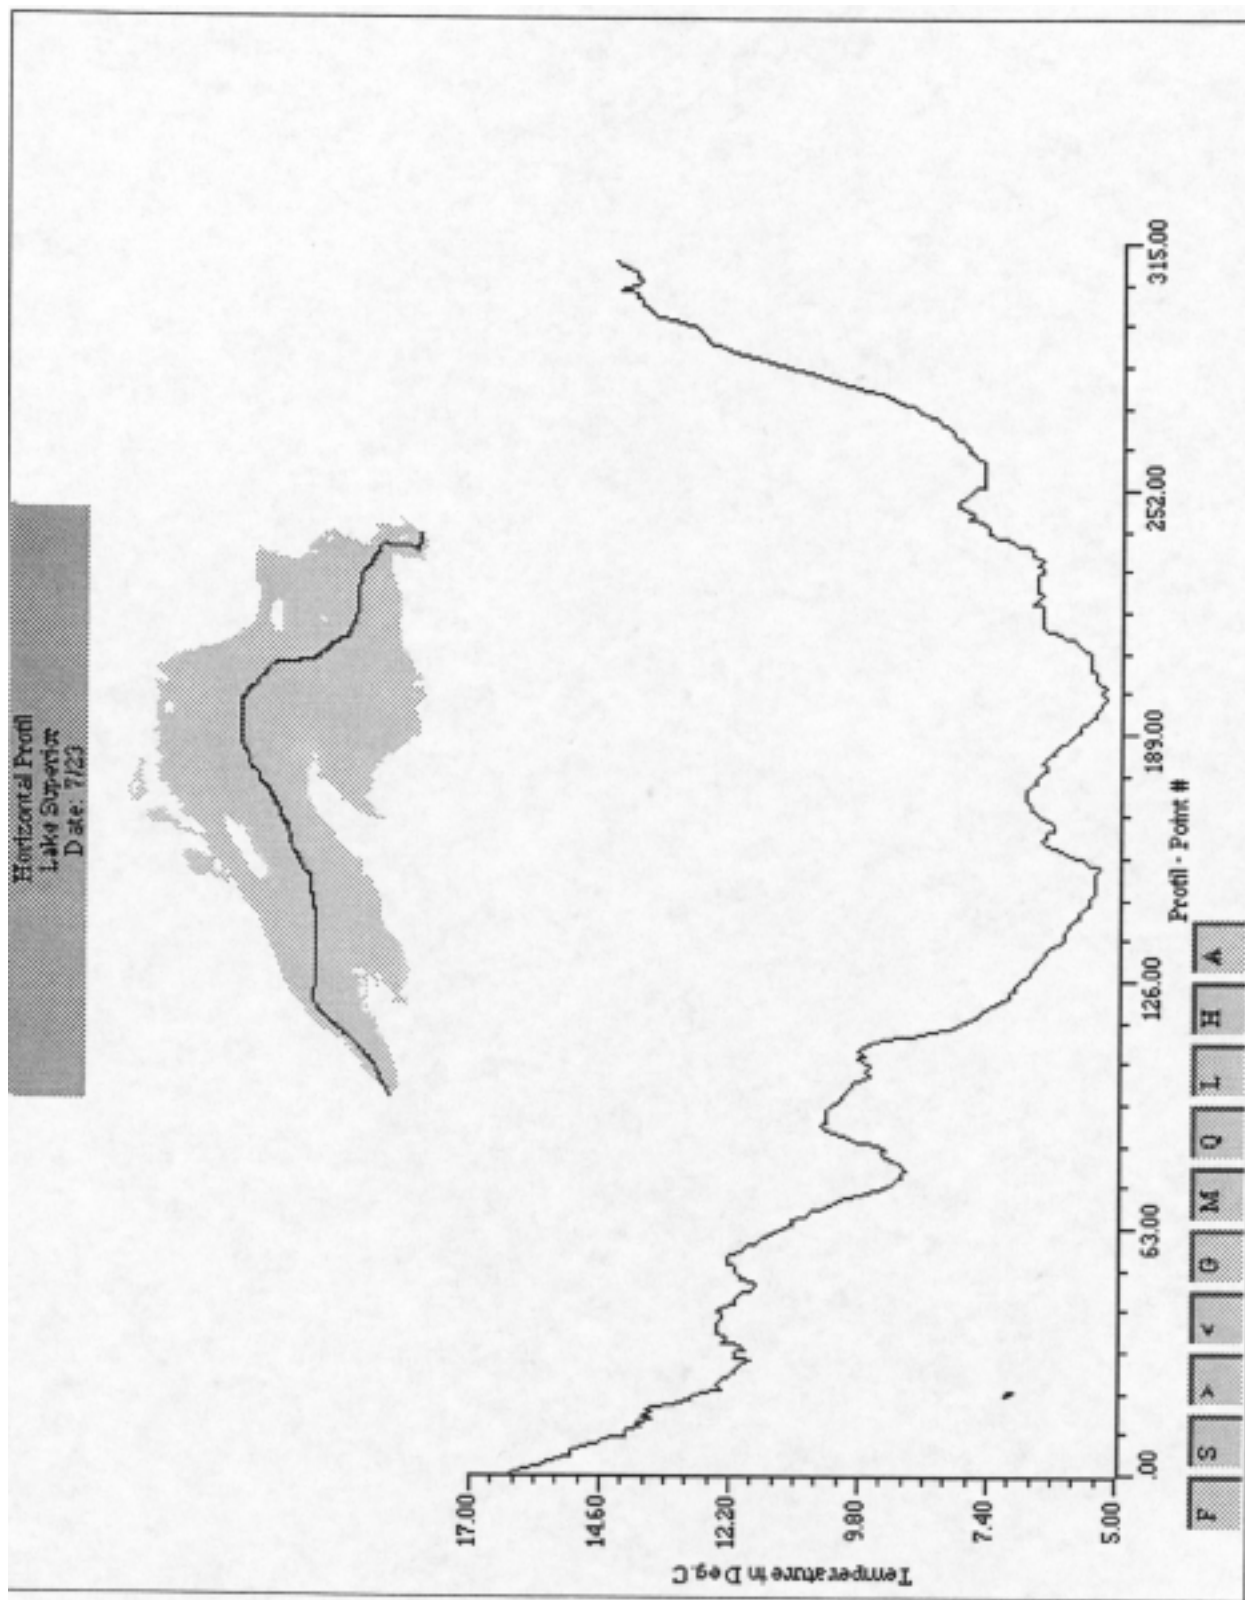 Horizontal Profil
Lake Superior
Date: 7/23
17.00
14.60
12.20
9.80
7.40
5.00
Temperature in Deg.C
.00
63.00
126.00
189.00
252.00
315.00
Profil - Point #
F S > < G M Q L H A